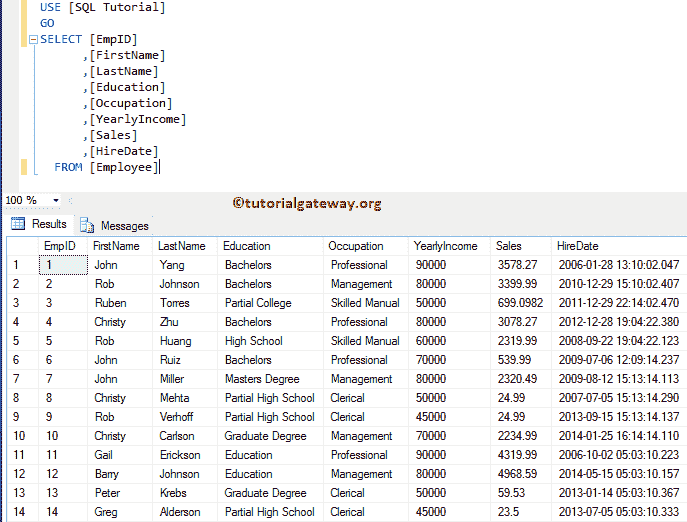 USE [SQL Tutorial]
GO
SELECT [EmpID]
,[FirstName]
,[LastName]
,[Education]
,[Occupation]
,[YearlyIncome]
,[Sales]
,[HireDate]
FROM [Employee]
100 %
©tutorialgateway.org
Results Messages
EmpID FirstName LastName Education Occupation YearlyIncome Sales HireDate
1 1 John Yang Bachelors Professional 90000 3578.27 2006-01-28 13:10:02.047
2 2 Rob Johnson Bachelors Management 80000 3399.99 2010-12-29 15:10:02.407
3 3 Ruben Torres Partial College Skilled Manual 50000 699.0982 2011-12-29 22:14:02.470
4 4 Christy Zhu Bachelors Professional 80000 3078.27 2012-12-28 19:04:22.380
5 5 Rob Huang High School Skilled Manual 60000 2319.99 2008-09-22 19:04:22.123
6 6 John Ruiz Bachelors Professional 70000 539.99 2009-07-06 12:09:14.237
7 7 John Miller Masters Degree Management 80000 2320.49 2009-08-12 15:13:14.113
8 8 Christy Mehta Partial High School Clerical 50000 24.99 2007-07-05 15:13:14.290
9 9 Rob Verhoff Partial High School Clerical 45000 24.99 2013-09-15 15:13:14.137
10 10 Christy Carlson Graduate Degree Management 70000 2234.99 2014-01-25 16:14:14.110
11 11 Gail Erickson Education Professional 90000 4319.99 2006-10-02 05:03:10.223
12 12 Barry Johnson Education Management 80000 4968.59 2014-05-15 05:03:10.157
13 13 Peter Krebs Graduate Degree Clerical 50000 59.53 2013-01-14 05:03:10.367
14 14 Greg Alderson Partial High School Clerical 45000 23.5 2013-07-05 05:03:10.333